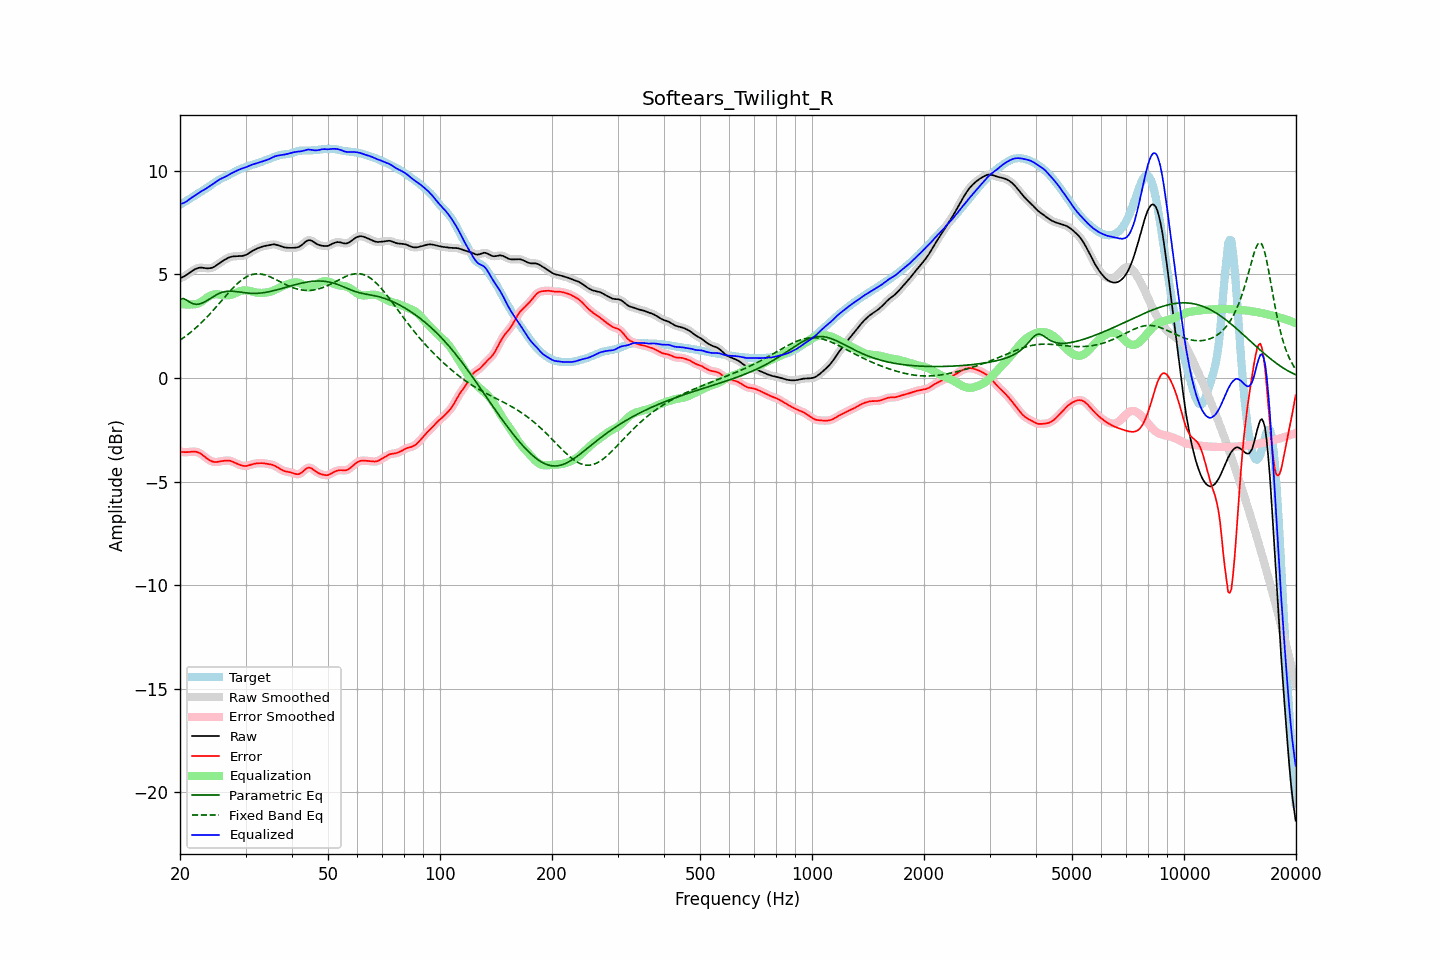 Softears_Twilight_R
Amplitude (dBr)
10
5
0
−5
−10
−15
−20
Target
Raw Smoothed
Error Smoothed
Raw
Error
Equalization
Parametric Eq
Fixed Band Eq
Equalized
20 50 100 200 500 1000 2000 5000 10000 20000
Frequency (Hz)